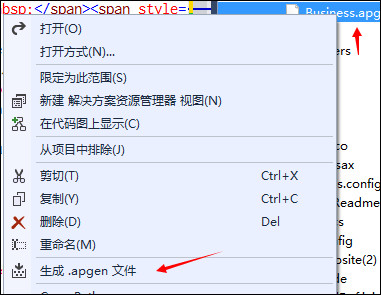 bsp;</span><span style=
Business.apg
打开(O)
打开方式(N)...
限定为此范围(S)
新建 解决方案资源管理器 视图(N)
在代码图上显示(C)
从项目中排除(J)
剪切(T) Ctrl+X
复制(Y) Ctrl+C
删除(D) Del
重命名(M)
生成 .apgen 文件
ers
co
sax
s.config
Readme
s
fig
osite(2)
de